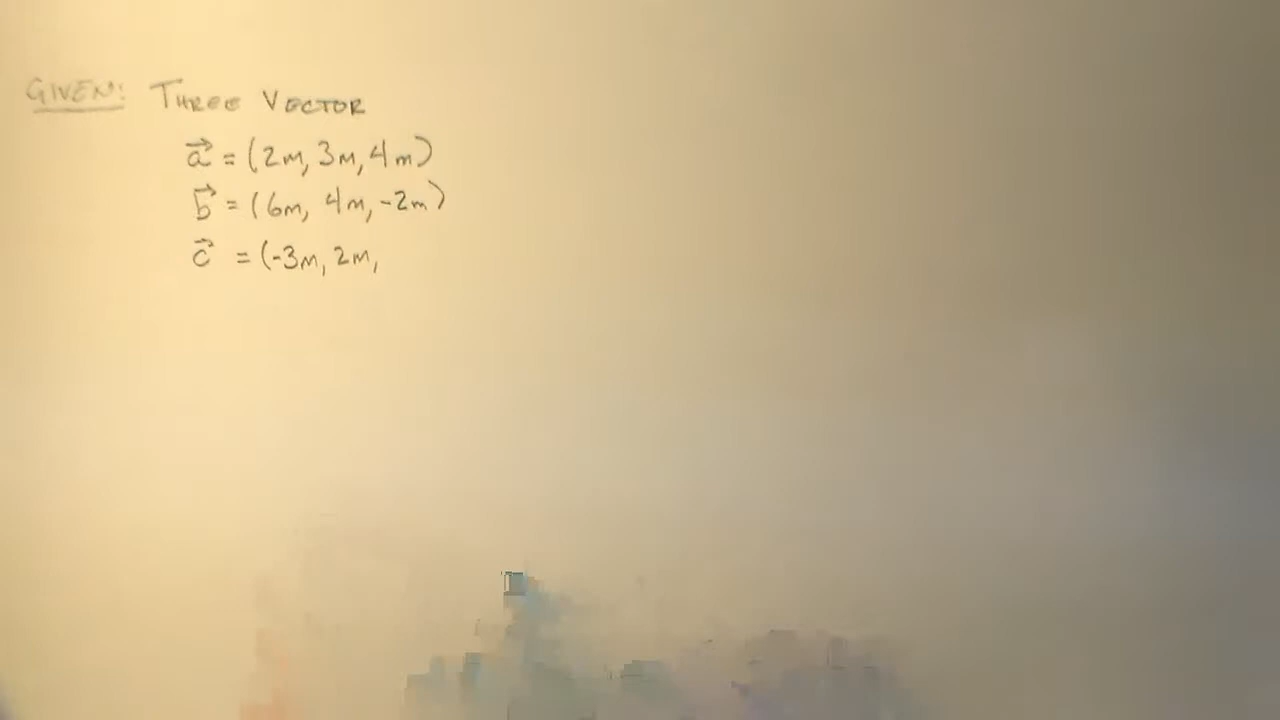 GIVEN: THREE VECTOR
a⃗ = (2m, 3m, 4m)
b⃗ = (6m, 4m, -2m)
c⃗ = (-3m, 2m,